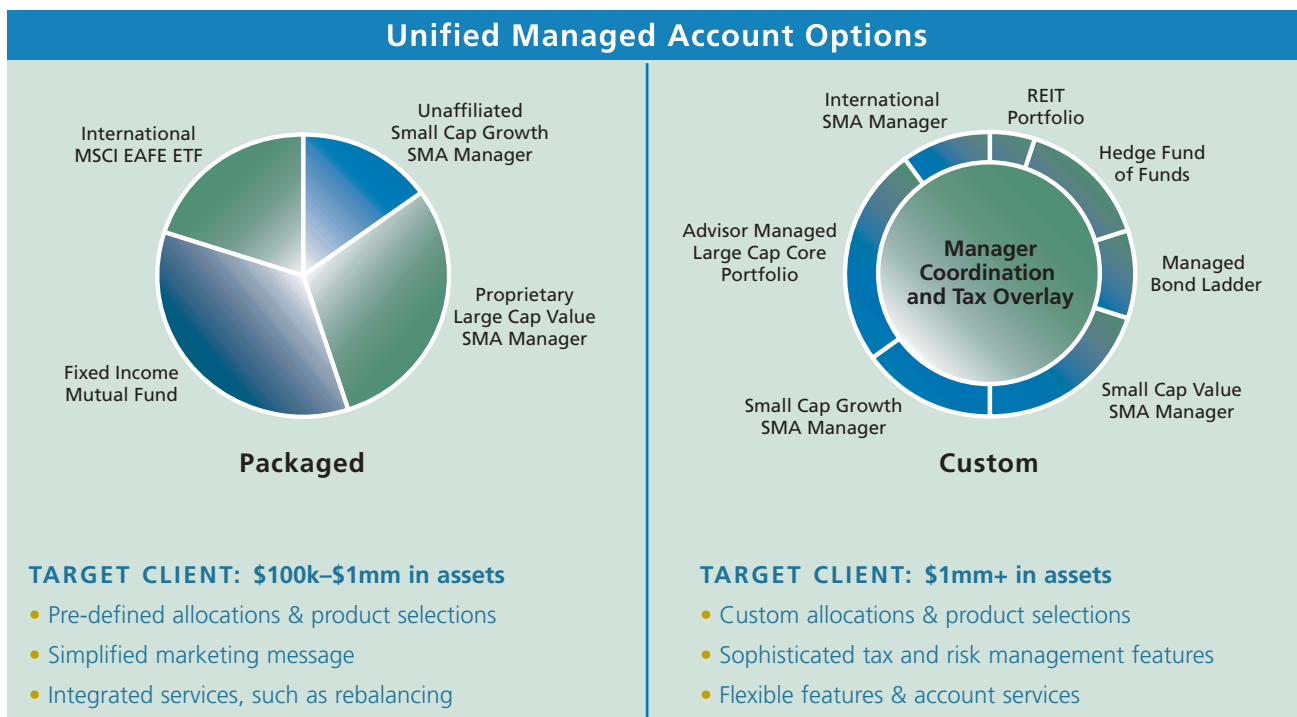 Unified Managed Account Options
International
MSCI EAFE ETF
Unaffiliated
Small Cap Growth
SMA Manager
Proprietary
Large Cap Value
SMA Manager
Fixed Income
Mutual Fund
Packaged
TARGET CLIENT: $100k–$1mm in assets
• Pre-defined allocations & product selections
• Simplified marketing message
• Integrated services, such as rebalancing
International
SMA Manager
REIT
Portfolio
Hedge Fund
of Funds
Advisor Managed
Large Cap Core
Portfolio
Manager
Coordination
and Tax Overlay
Managed
Bond Ladder
Small Cap Growth
SMA Manager
Small Cap Value
SMA Manager
Custom
TARGET CLIENT: $1mm+ in assets
• Custom allocations & product selections
• Sophisticated tax and risk management features
• Flexible features & account services